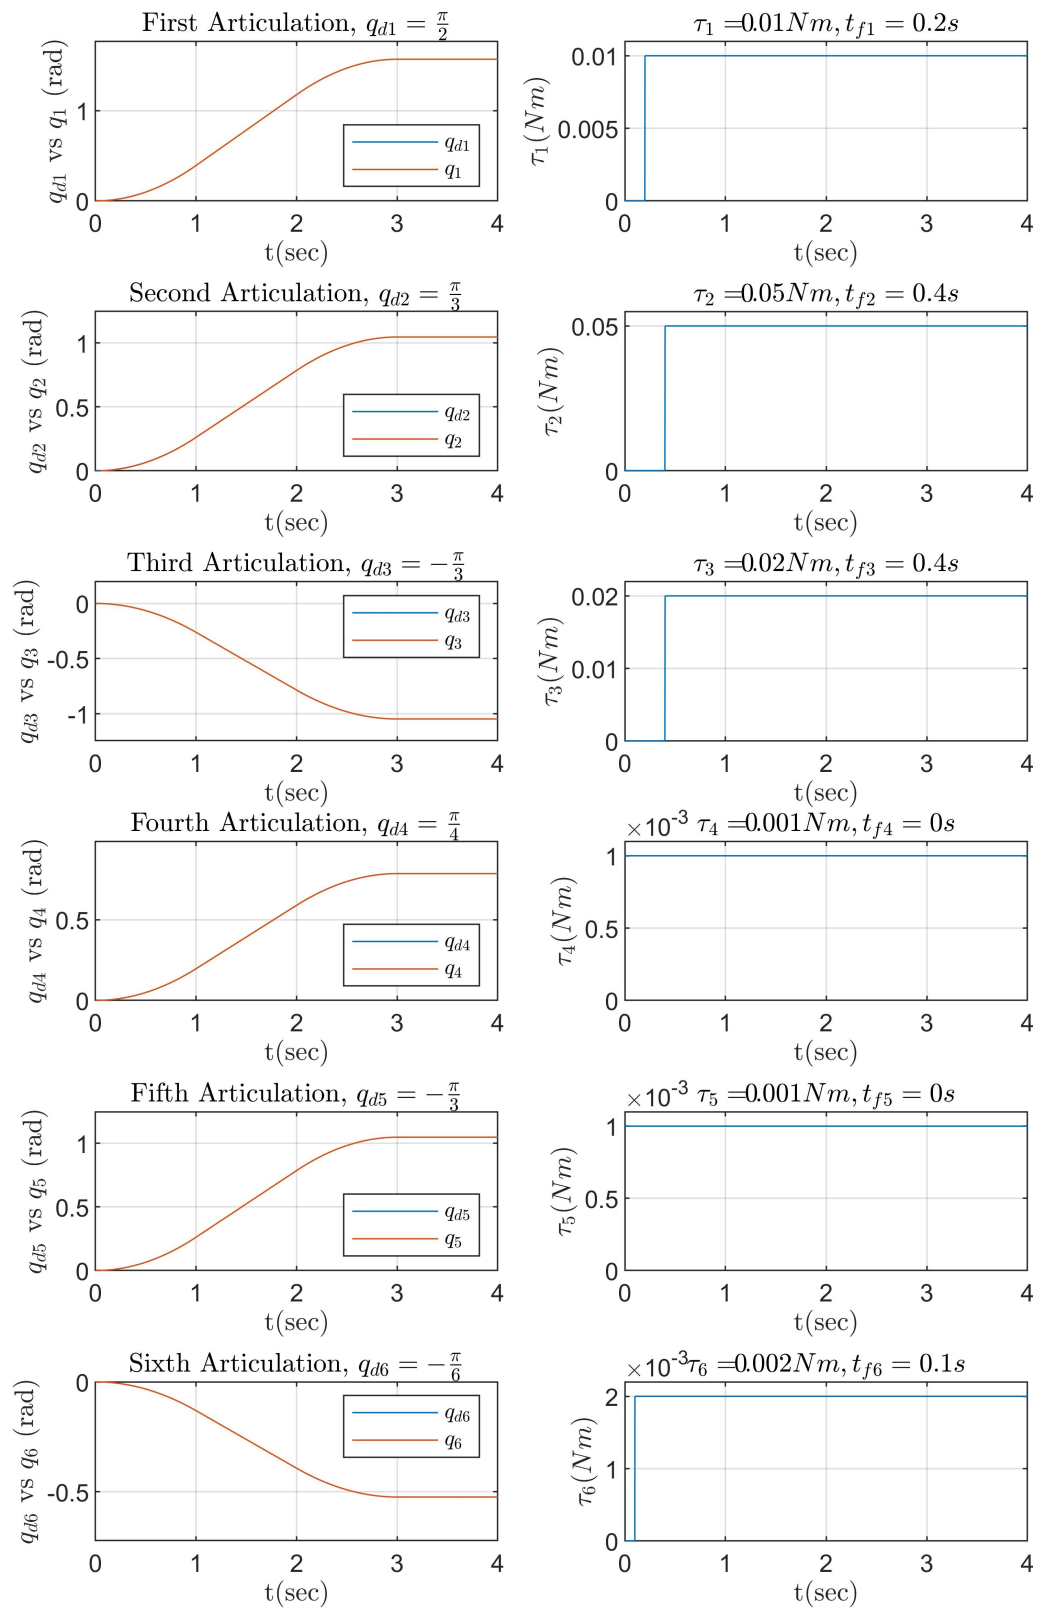 First Articulation, q_{d1} = π/2
τ_1 =0.01Nm, t_{f1} = 0.2s
q_{d1} vs q_1 (rad)
1
0
q_{d1}
q_1
0 1 2 3 4
t(sec)
τ_1(Nm)
0.01
0.005
0
0 1 2 3 4
t(sec)
Second Articulation, q_{d2} = π/3
τ_2 =0.05Nm, t_{f2} = 0.4s
q_{d2} vs q_2 (rad)
1
0.5
0
q_{d2}
q_2
0 1 2 3 4
t(sec)
τ_2(Nm)
0.05
0
0 1 2 3 4
t(sec)
Third Articulation, q_{d3} = −π/3
τ_3 =0.02Nm, t_{f3} = 0.4s
q_{d3} vs q_3 (rad)
0
-0.5
-1
q_{d3}
q_3
0 1 2 3 4
t(sec)
τ_3(Nm)
0.02
0.01
0
0 1 2 3 4
t(sec)
Fourth Articulation, q_{d4} = π/4
×10^{-3} τ_4 =0.001Nm, t_{f4} = 0s
q_{d4} vs q_4 (rad)
0.5
0
q_{d4}
q_4
0 1 2 3 4
t(sec)
τ_4(Nm)
1
0.5
0
0 1 2 3 4
t(sec)
Fifth Articulation, q_{d5} = −π/3
×10^{-3} τ_5 =0.001Nm, t_{f5} = 0s
q_{d5} vs q_5 (rad)
1
0.5
0
q_{d5}
q_5
0 1 2 3 4
t(sec)
τ_5(Nm)
1
0.5
0
0 1 2 3 4
t(sec)
Sixth Articulation, q_{d6} = −π/6
×10^{-3} τ_6 =0.002Nm, t_{f6} = 0.1s
q_{d6} vs q_6 (rad)
0
-0.5
q_{d6}
q_6
0 1 2 3 4
t(sec)
τ_6(Nm)
2
1
0
0 1 2 3 4
t(sec)